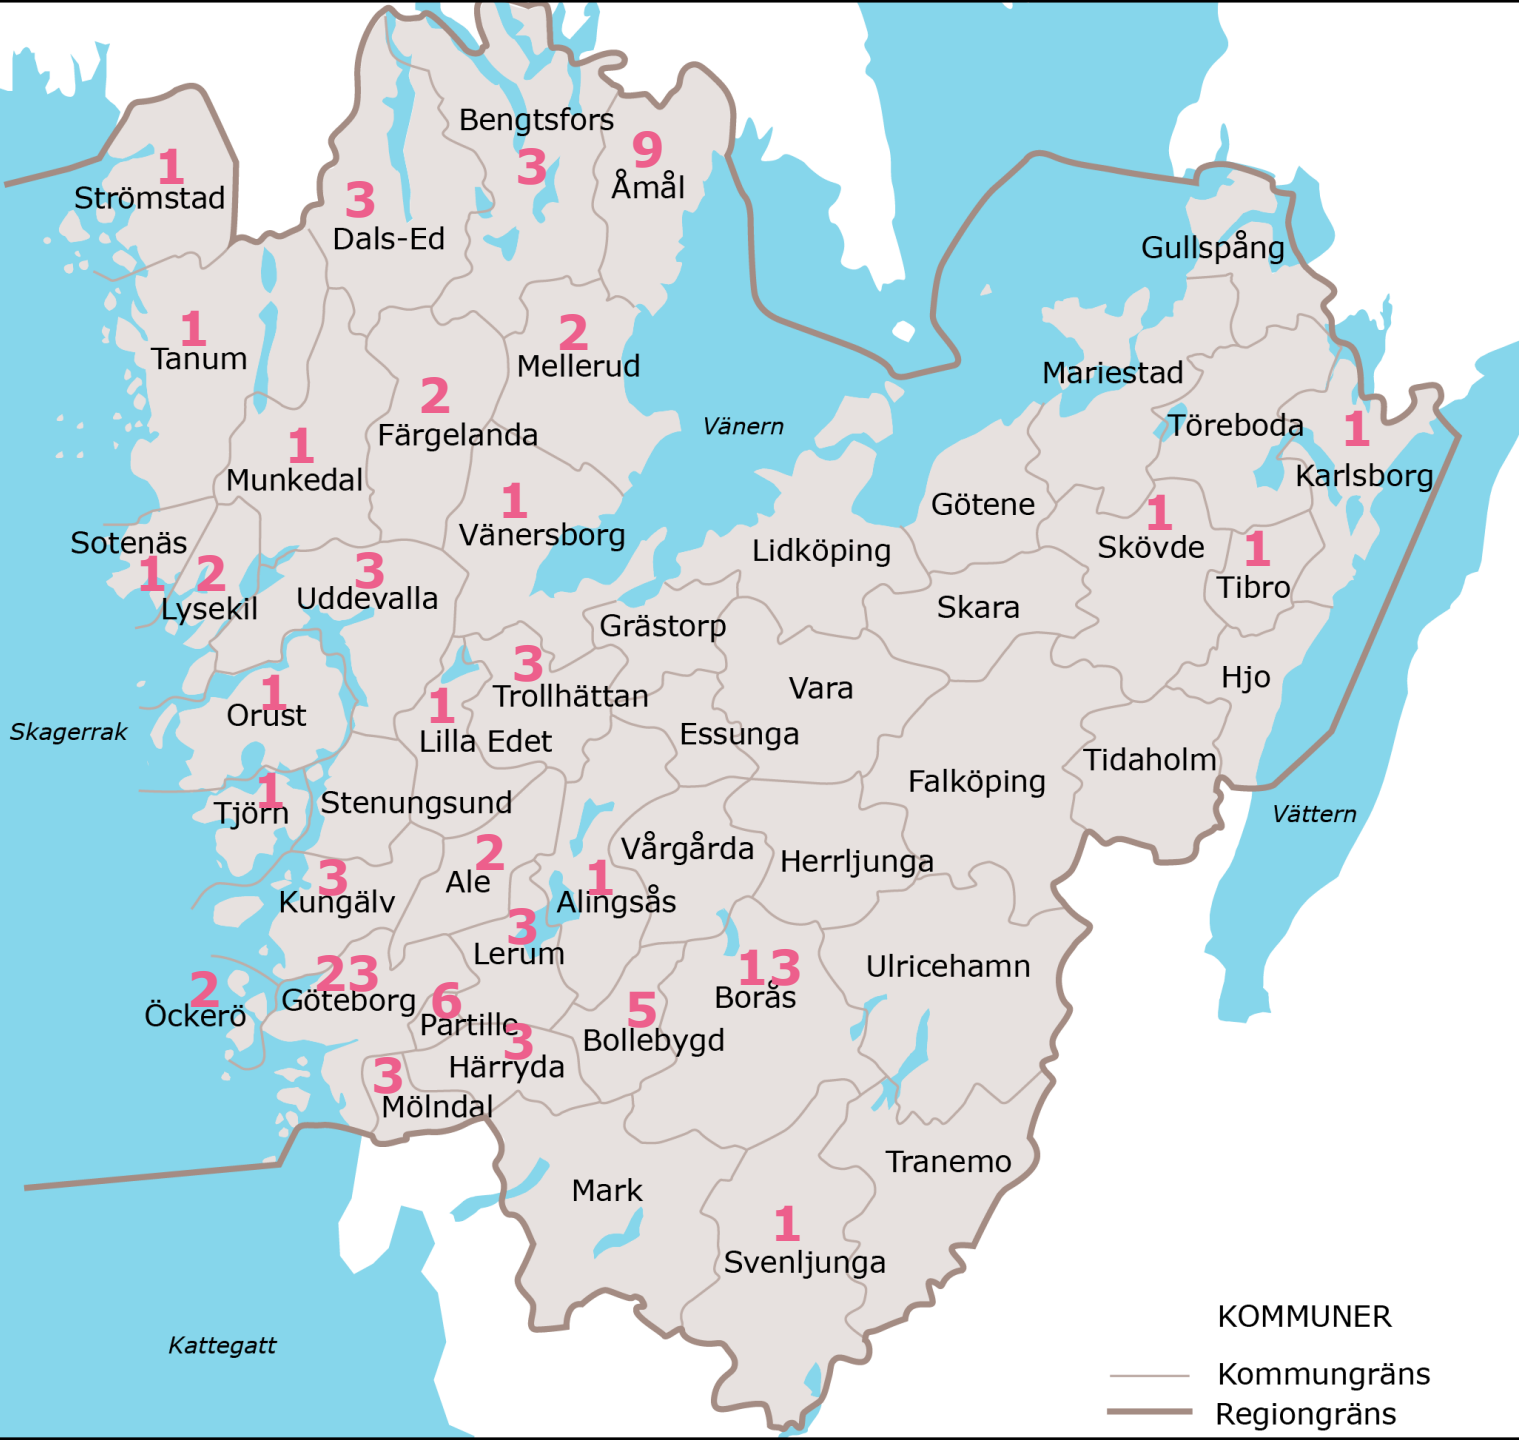 Bengtsfors
3
9
Åmål
1
Strömstad
3
Dals-Ed
Gullspång
1
Tanum
2
Mellerud
Mariestad
2
Färgelanda
Vänern
Töreboda
1
Karlsborg
1
Munkedal
1
Vänersborg
Götene
1
Skövde
Lidköping
Sotenäs
1
2
Lysekil
3
Uddevalla
1
Tibro
Skara
Grästorp
3
Trollhättan
Vara
Hjo
1
Orust
1
Lilla Edet
Essunga
Skagerrak
Tidaholm
Falköping
1
Tjörn
Stenungsund
Vättern
2
Ale
Vårgårda
Herrljunga
3
Kungälv
1
Alingsås
3
Lerum
13
Borås
Ulricehamn
2
Öckerö
23
Göteborg
6
Partille
5
Bollebygd
3
Härryda
3
Mölndal
Tranemo
Mark
1
Svenljunga
Kattegatt
KOMMUNER
Kommungräns
Regiongräns